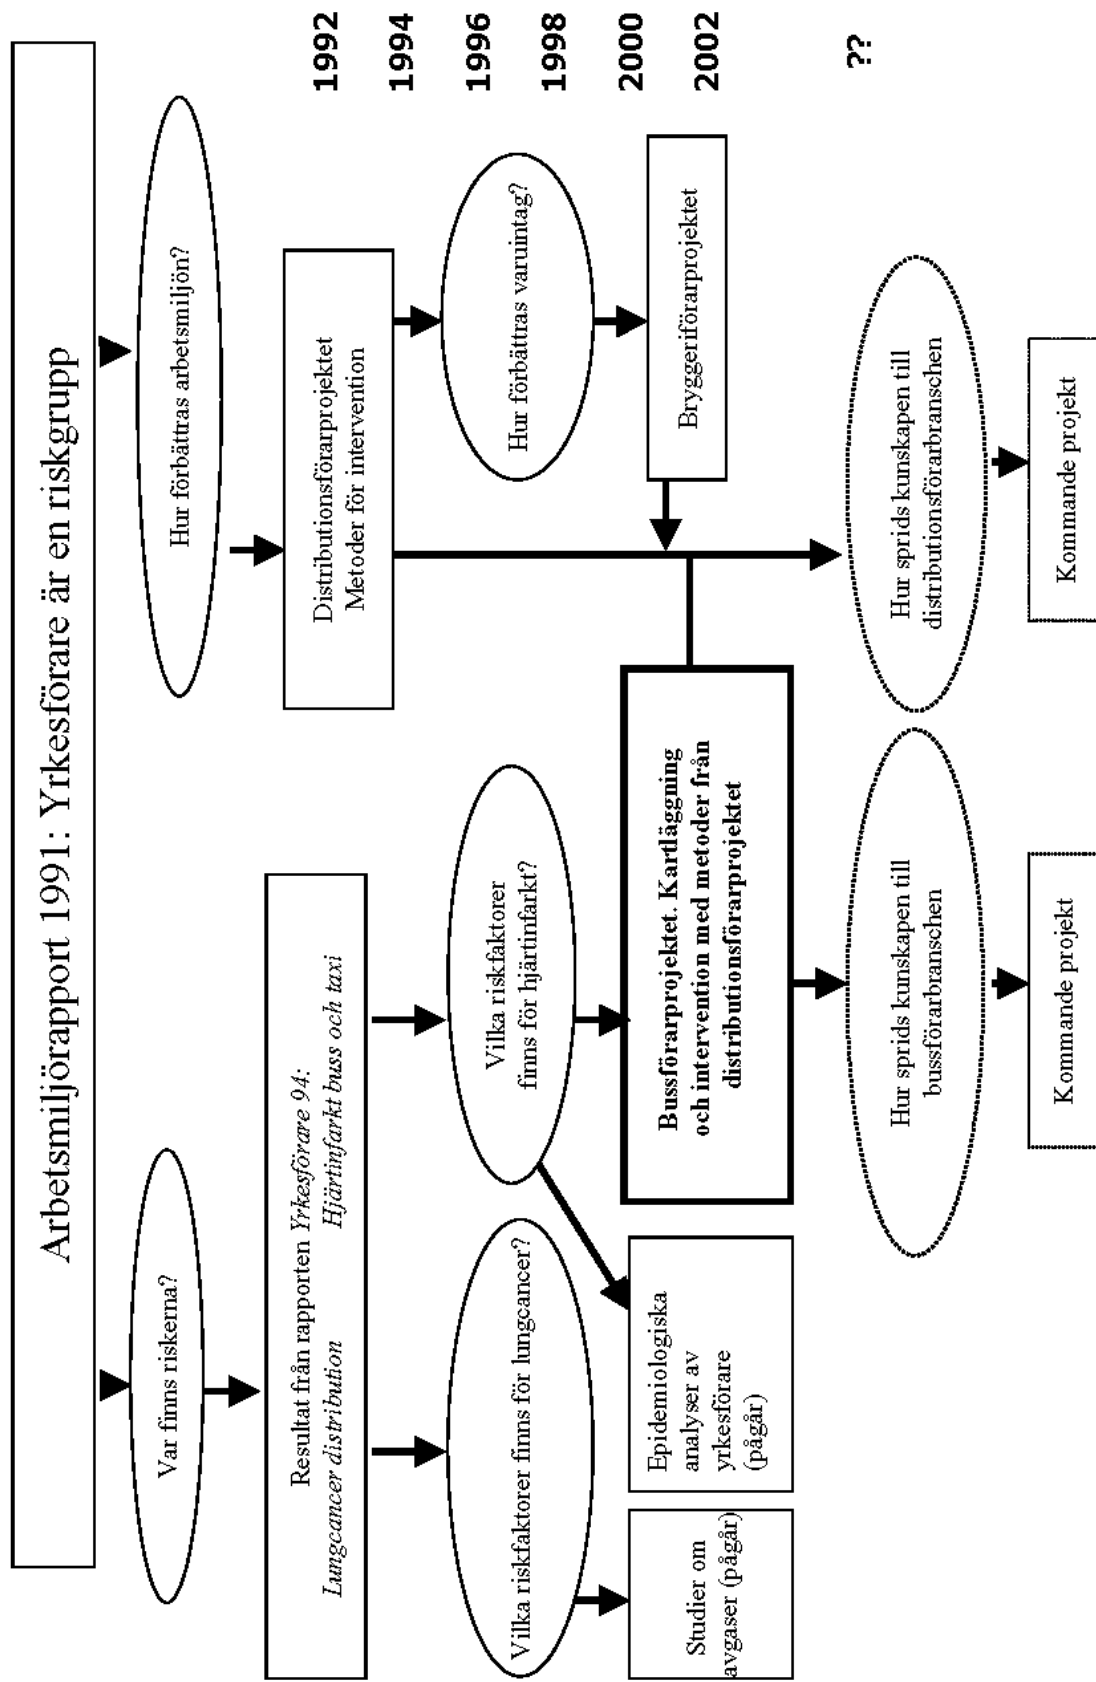 Arbetsmiljörapport 1991: Yrkesförare är en riskgrupp
Var finns riskerna?
Hur förbättras arbetsmiljön?
1992
Resultat från rapporten Yrkesförare 94:
Lungcancer distribution
Hjärtinfarkt buss och taxi
Distributionsförarprojektet
Metoder för intervention
1994
Vilka riskfaktorer finns för lungcancer?
Vilka riskfaktorer
finns för hjärtinfarkt?
Hur förbättras varuintag?
1996
1998
Studier om
avgaser (pågår)
Epidemiologiska
analyser av
yrkesförare
(pågår)
Bussförarprojektet. Kartläggning
och intervention med metoder från
distributionsförarprojektet
Bryggeriförarprojektet
2000
2002
Hur sprids kunskapen till
bussförarbranschen
Hur sprids kunskapen till
distributionsförarbranschen
??
Kommande projekt
Kommande projekt